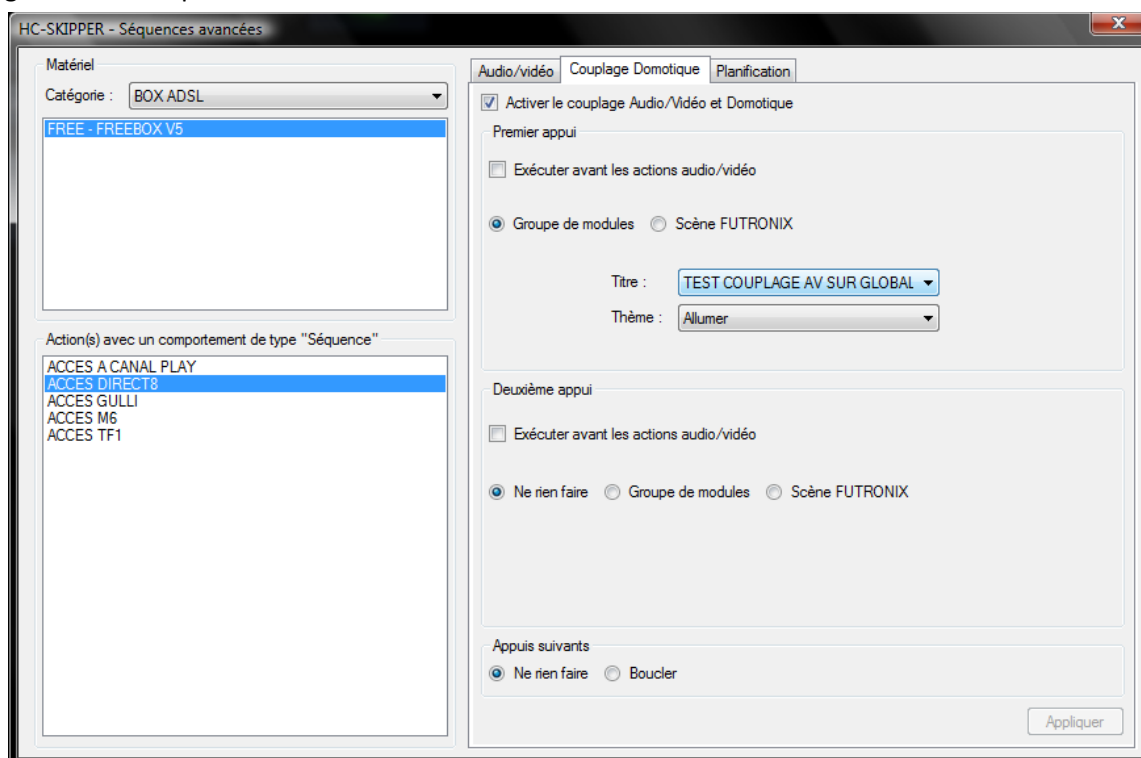 HC-SKIPPER - Séquences avancées
Matériel
Catégorie :
BOX ADSL
FREE - FREEBOX V5
Action(s) avec un comportement de type "Séquence"
ACCES A CANAL PLAY
ACCES DIRECT8
ACCES GULLI
ACCES M6
ACCES TF1
Audio/vidéo
Couplage Domotique
Planification
Activer le couplage Audio/Vidéo et Domotique
Premier appui
Exécuter avant les actions audio/vidéo
Groupe de modules
Scène FUTRONIX
Titre :
TEST COUPLAGE AV SUR GLOBAL
Thème :
Allumer
Deuxième appui
Exécuter avant les actions audio/vidéo
Ne rien faire
Groupe de modules
Scène FUTRONIX
Appuis suivants
Ne rien faire
Boucler
Appliquer